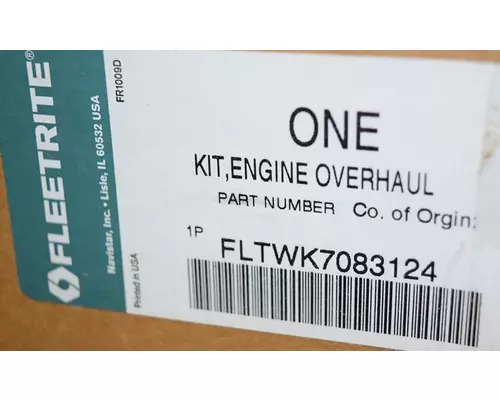 FLEETRITE®
Navistar, Inc. • Lisle, IL 60532 USA
FR1009D
Printed in USA
ONE
KIT,ENGINE OVERHAUL
PART NUMBER Co. of Orgin:
1P
FLTWK7083124